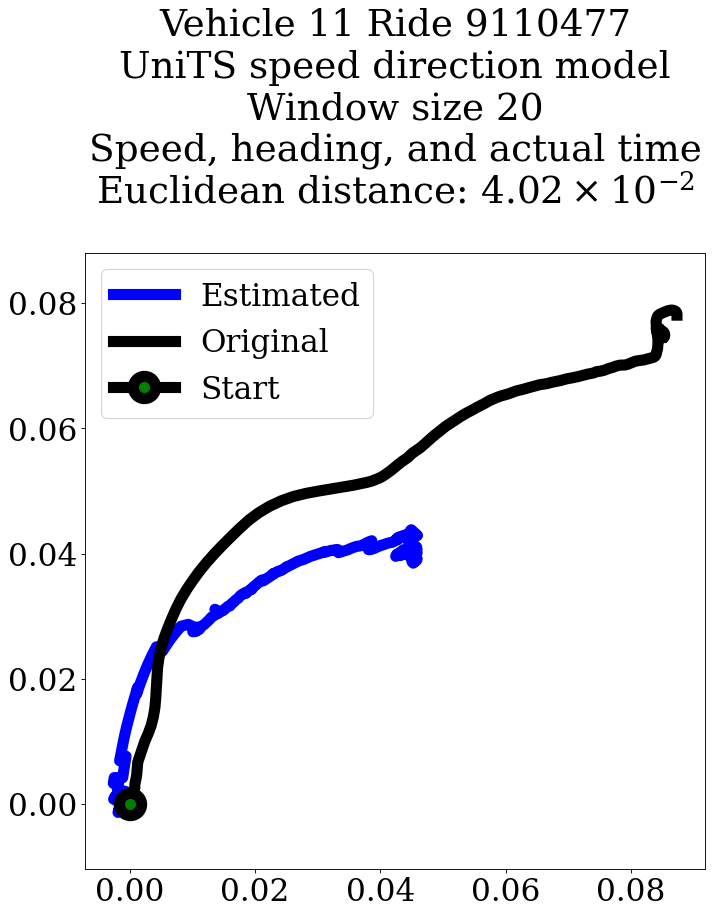 Vehicle 11 Ride 9110477
UniTS speed direction model
Window size 20
Speed, heading, and actual time
Euclidean distance: 4.02 × 10⁻²
Estimated
Original
Start
0.08
0.06
0.04
0.02
0.00
0.00 0.02 0.04 0.06 0.08